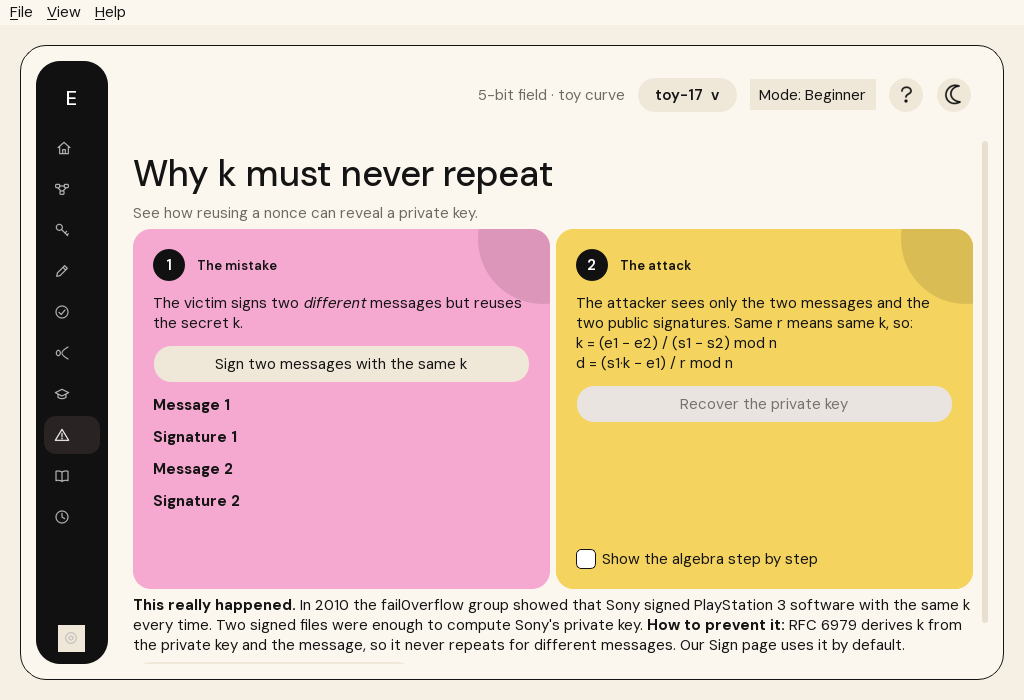 File View Help
E
5-bit field · toy curve
toy-17 v
Mode: Beginner
?
Why k must never repeat
See how reusing a nonce can reveal a private key.
1 The mistake
The victim signs two different messages but reuses
the secret k.
Sign two messages with the same k
Message 1
Signature 1
Message 2
Signature 2
2 The attack
The attacker sees only the two messages and the
two public signatures. Same r means same k, so:
k = (e1 − e2) / (s1 − s2) mod n
d = (s1·k − e1) / r mod n
Recover the private key
Show the algebra step by step
This really happened. In 2010 the fail0verflow group showed that Sony signed PlayStation 3 software with the same k
every time. Two signed files were enough to compute Sony's private key. How to prevent it: RFC 6979 derives k from
the private key and the message, so it never repeats for different messages. Our Sign page uses it by default.